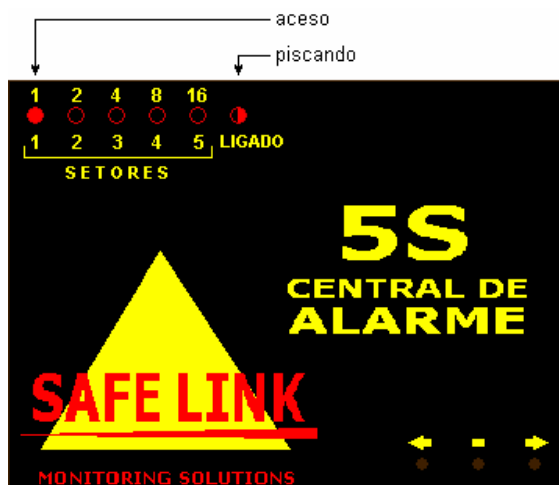 aceso
piscando
1 2 4 8 16
1 2 3 4 5 LIGADO
SETORES
5S
CENTRAL DE
ALARME
SAFE LINK
MONITORING SOLUTIONS